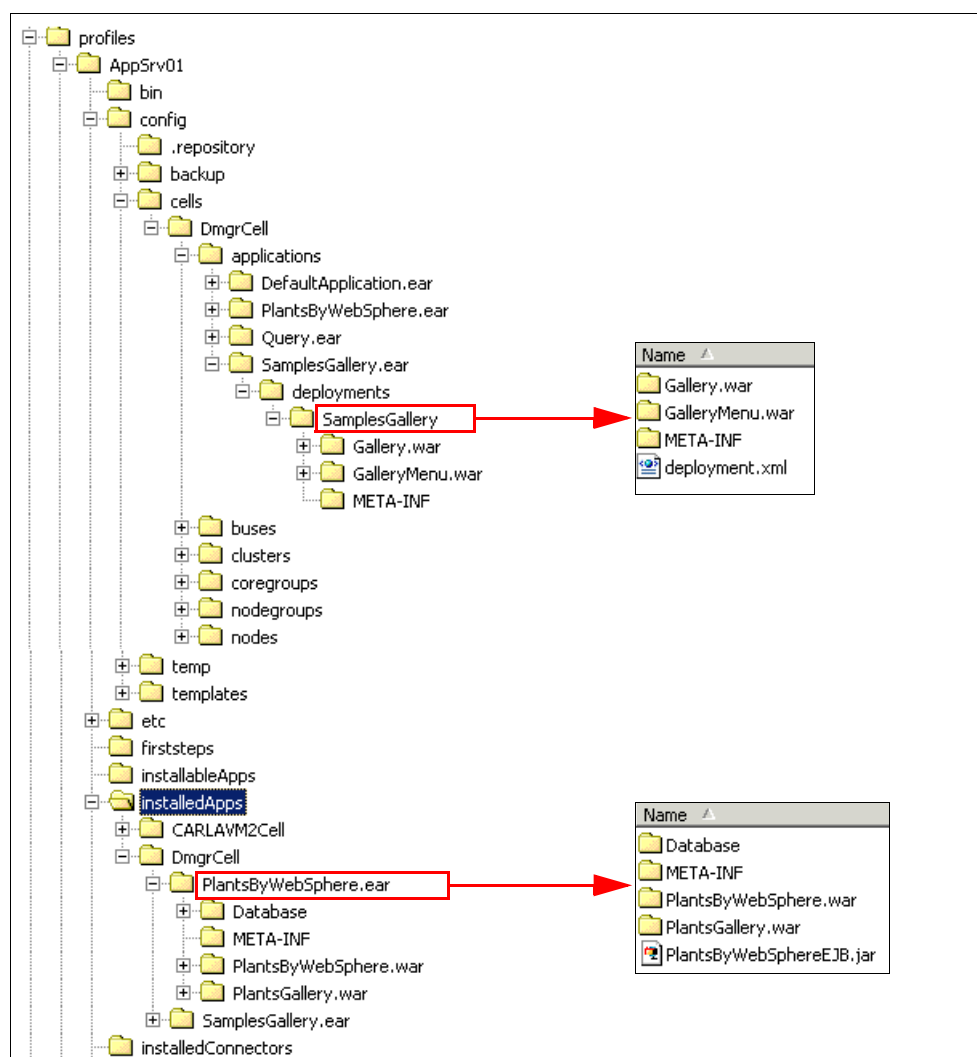 profiles
AppSrv01
bin
config
.repository
backup
cells
DmgrCell
applications
DefaultApplication.ear
PlantsByWebSphere.ear
Query.ear
SamplesGallery.ear
deployments
SamplesGallery
Gallery.war
GalleryMenu.war
META-INF
buses
clusters
coregroups
nodegroups
nodes
temp
templates
etc
firststeps
installableApps
installedApps
CARLAVM2Cell
DmgrCell
PlantsByWebSphere.ear
Database
META-INF
PlantsByWebSphere.war
PlantsGallery.war
SamplesGallery.ear
installedConnectors
Name
Gallery.war
GalleryMenu.war
META-INF
deployment.xml
Name
Database
META-INF
PlantsByWebSphere.war
PlantsGallery.war
PlantsByWebSphereEJB.jar